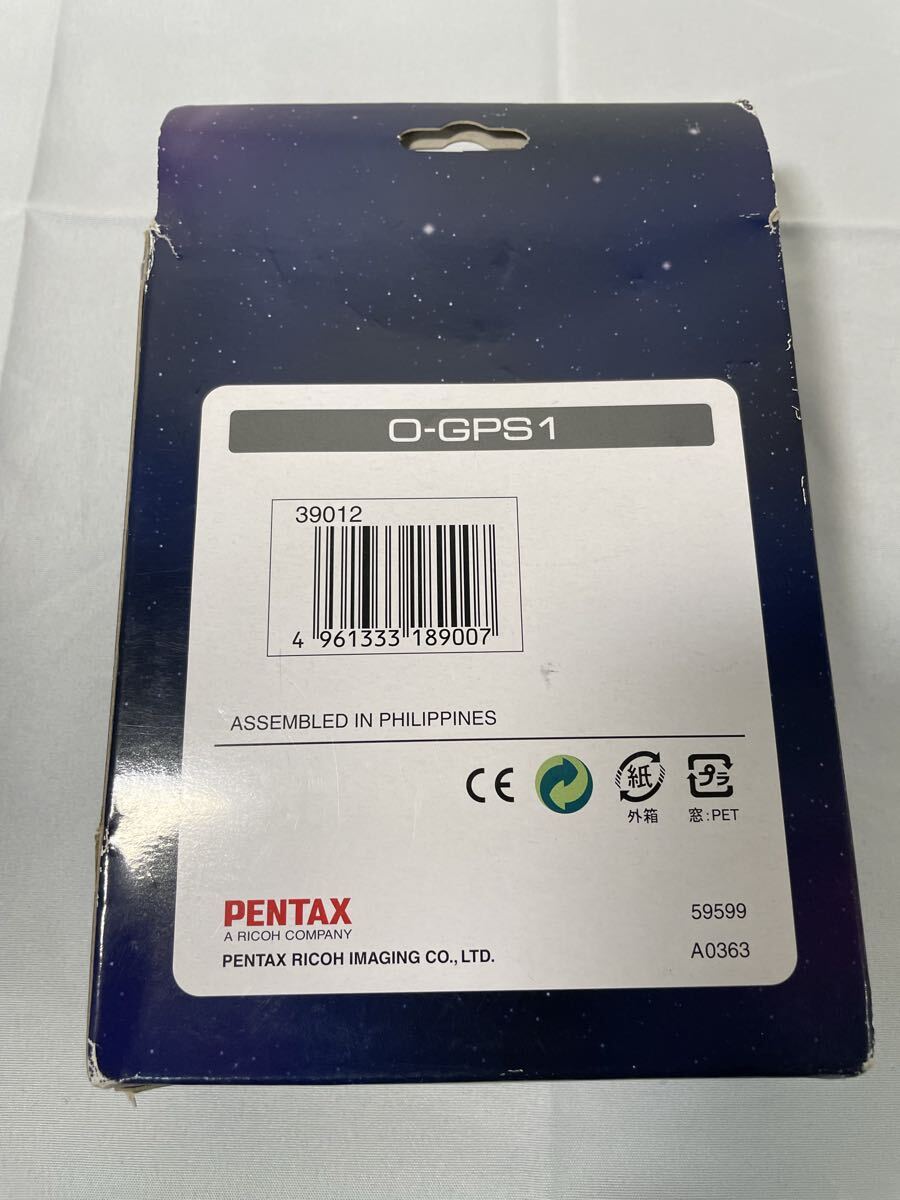 O-GPS1
39012
4 961333 189007
ASSEMBLED IN PHILIPPINES
CE
紙
プラ
外箱
窓:PET
PENTAX
A RICOH COMPANY
PENTAX RICOH IMAGING CO., LTD.
59599
A0363